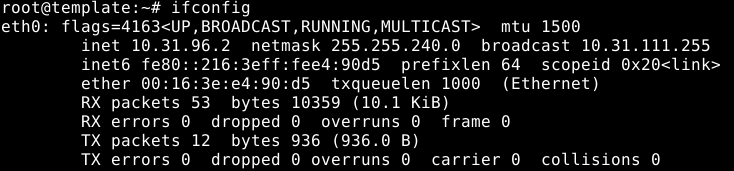 root@template:~# ifconfig
eth0: flags=4163<UP,BROADCAST,RUNNING,MULTICAST>  mtu 1500
        inet 10.31.96.2  netmask 255.255.240.0  broadcast 10.31.111.255
        inet6 fe80::216:3eff:fee4:90d5  prefixlen 64  scopeid 0x20<link>
        ether 00:16:3e:e4:90:d5  txqueuelen 1000  (Ethernet)
        RX packets 53  bytes 10359 (10.1 KiB)
        RX errors 0  dropped 0  overruns 0  frame 0
        TX packets 12  bytes 936 (936.0 B)
        TX errors 0  dropped 0 overruns 0  carrier 0  collisions 0